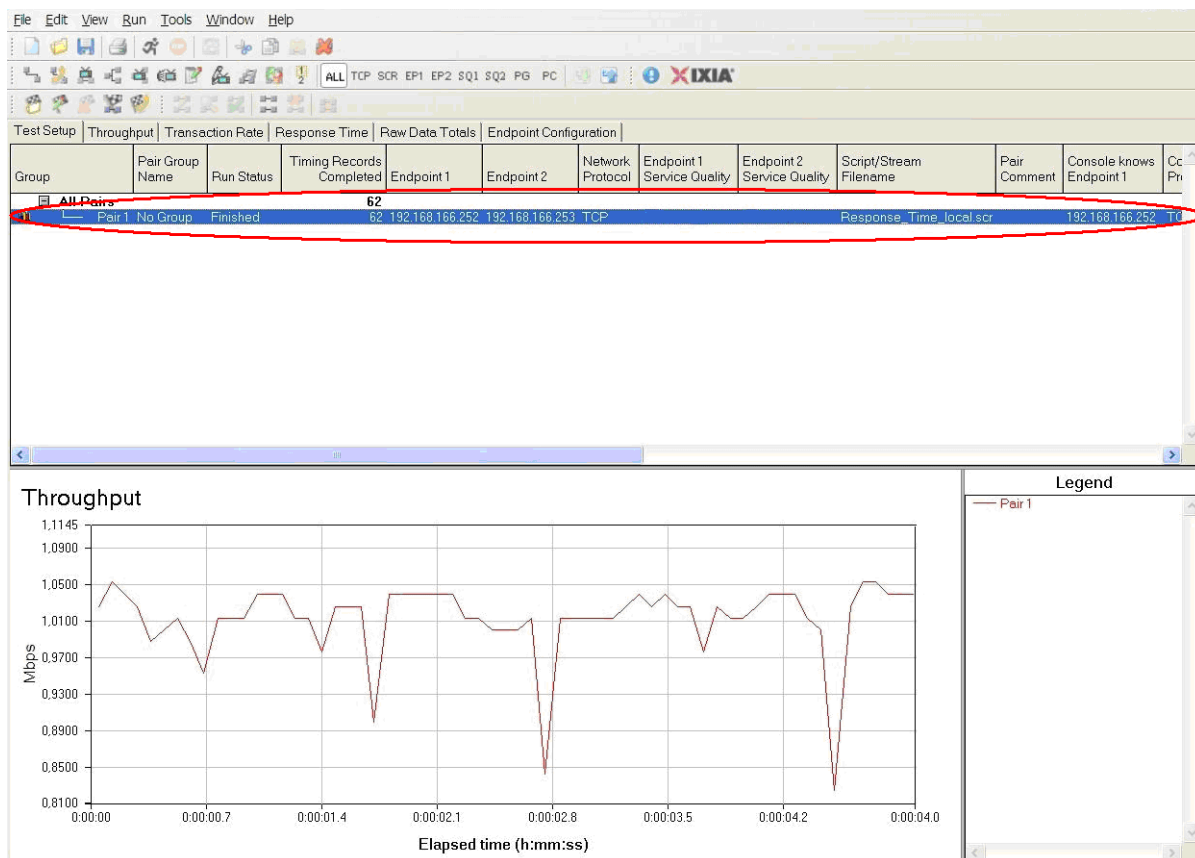 File Edit View Run Tools Window Help
ALL TCP SCR EP1 EP2 SQ1 SQ2 PG PC IXIA
Test Setup Throughput Transaction Rate Response Time Raw Data Totals Endpoint Configuration
Group Pair Group Name Run Status Timing Records Completed Endpoint 1 Endpoint 2 Network Protocol Endpoint 1 Service Quality Endpoint 2 Service Quality Script/Stream Filename Pair Comment Console knows Endpoint 1
All Pairs 62
Pair 1 No Group Finished 62 192.168.166.252 192.168.166.253 TCP Response_Time_local.scr 192.168.166.252
Throughput
Legend
Pair 1
1,1145
1,0900
1,0500
1,0100
0,9700
0,9300
0,8900
0,8500
0,8100
Mbps
0:00:00 0:00:00.7 0:00:01.4 0:00:02.1 0:00:02.8 0:00:03.5 0:00:04.2 0:00:04.0
Elapsed time (h:mm:ss)